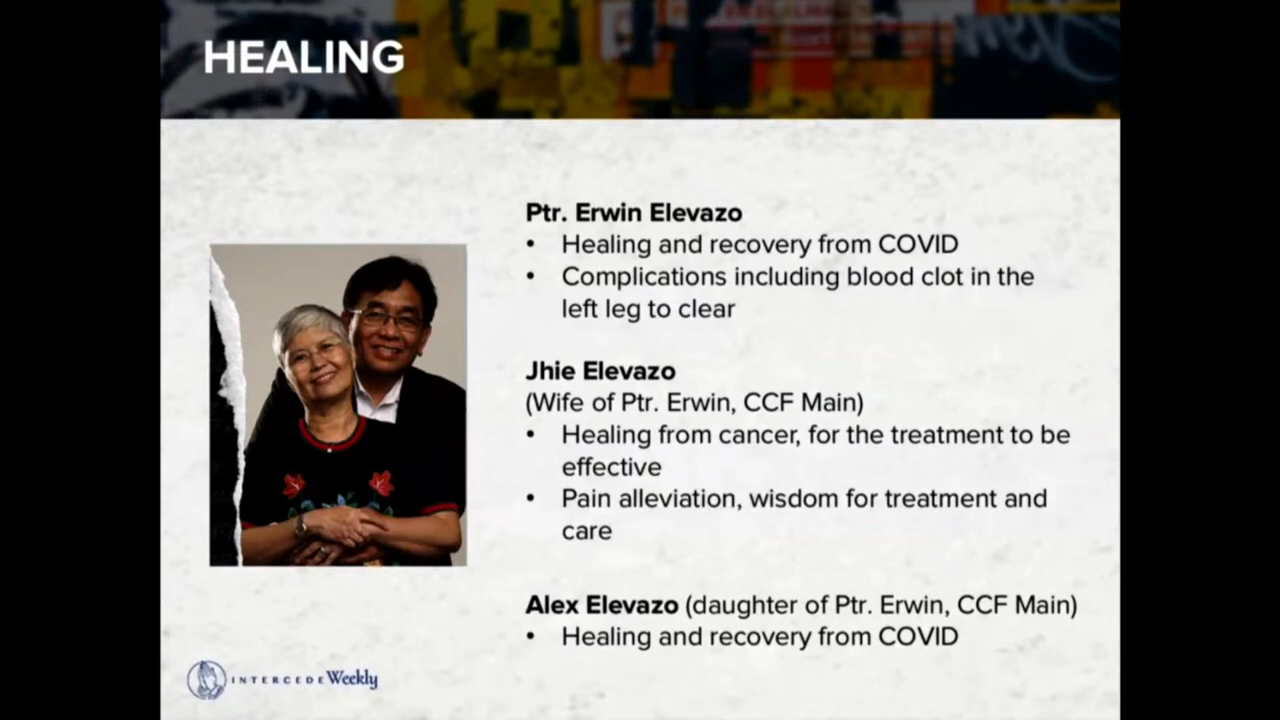 HEALING
Ptr. Erwin Elevazo
• Healing and recovery from COVID
• Complications including blood clot in the
left leg to clear
Jhie Elevazo
(Wife of Ptr. Erwin, CCF Main)
• Healing from cancer, for the treatment to be
effective
• Pain alleviation, wisdom for treatment and
care
Alex Elevazo (daughter of Ptr. Erwin, CCF Main)
• Healing and recovery from COVID
INTERCEDE Weekly